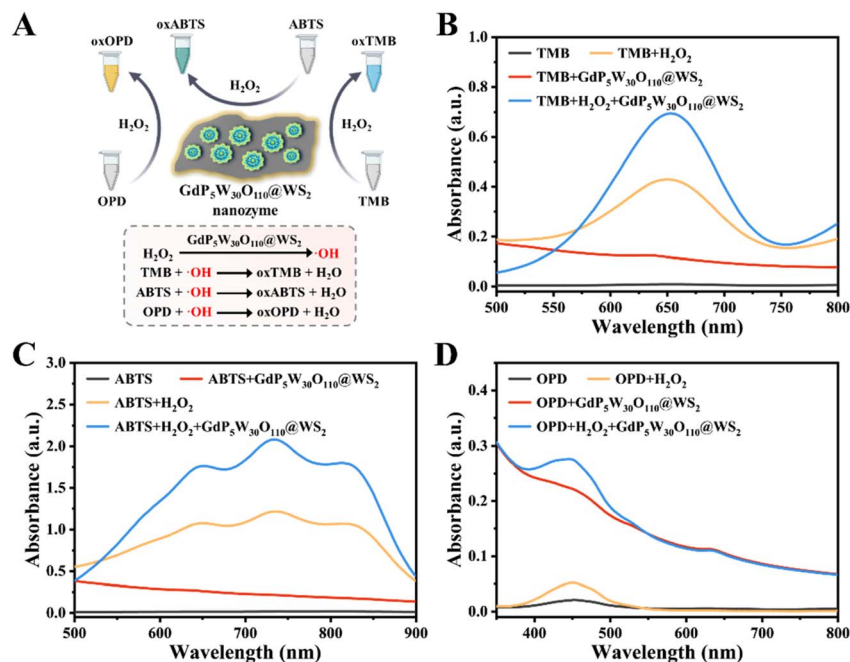 A
oxOPD
oxABTS
ABTS
oxTMB
H₂O₂
H₂O₂
H₂O₂
OPD
GdP₅W₃₀O₁₁₀@WS₂
nanozyme
TMB
GdP₅W₃₀O₁₁₀@WS₂
H₂O₂ ⟶ ·OH
TMB + ·OH ⟶ oxTMB + H₂O
ABTS + ·OH ⟶ oxABTS + H₂O
OPD + ·OH ⟶ oxOPD + H₂O
B
TMB TMB+H₂O₂
TMB+GdP₅W₃₀O₁₁₀@WS₂
TMB+H₂O₂+GdP₅W₃₀O₁₁₀@WS₂
Absorbance (a.u.)
1.0
0.8
0.6
0.4
0.2
0.0
500 550 600 650 700 750 800
Wavelength (nm)
C
ABTS ABTS+GdP₅W₃₀O₁₁₀@WS₂
ABTS+H₂O₂
ABTS+H₂O₂+GdP₅W₃₀O₁₁₀@WS₂
Absorbance (a.u.)
3.0
2.5
2.0
1.5
1.0
0.5
0.0
500 600 700 800 900
Wavelength (nm)
D
OPD OPD+H₂O₂
OPD+GdP₅W₃₀O₁₁₀@WS₂
OPD+H₂O₂+GdP₅W₃₀O₁₁₀@WS₂
Absorbance (a.u.)
0.4
0.3
0.2
0.1
0.0
400 500 600 700 800
Wavelength (nm)